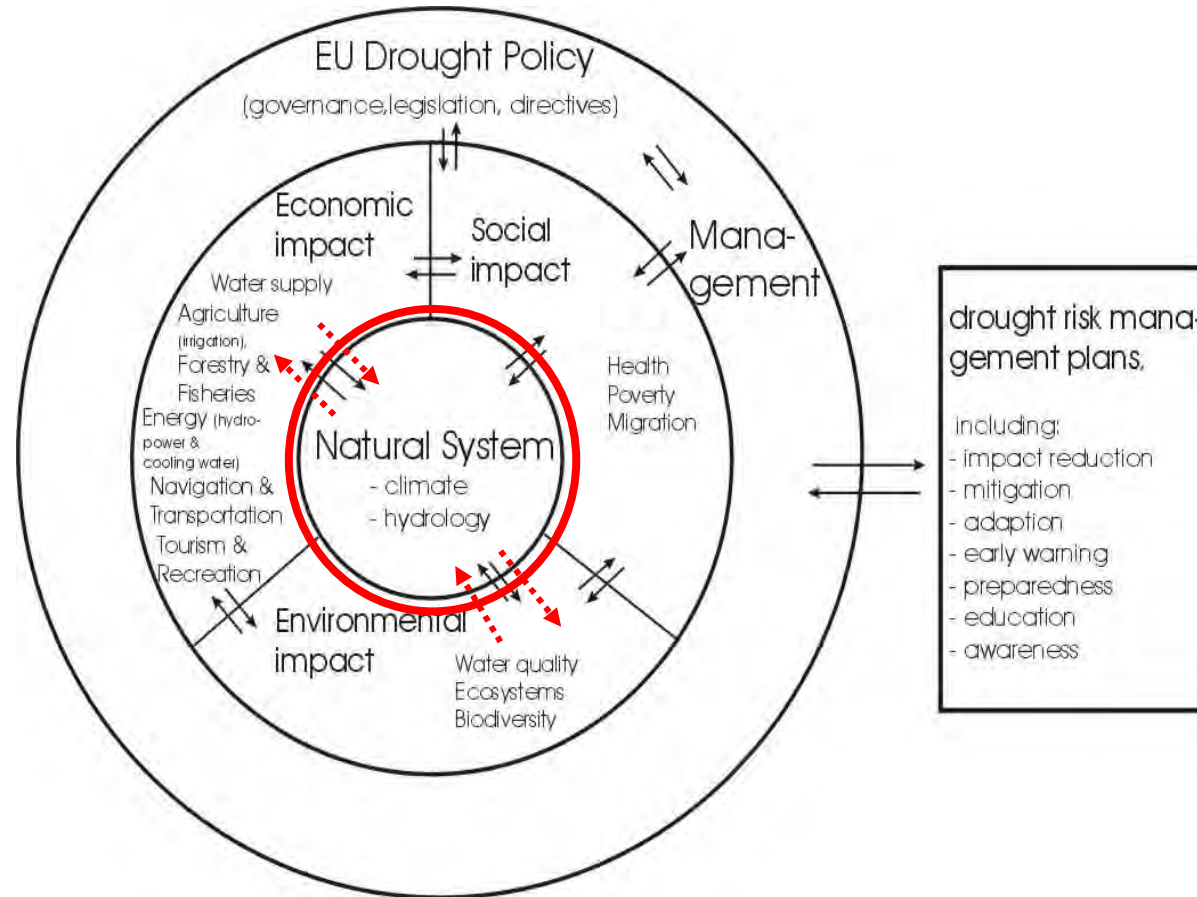 EU Drought Policy
(governance,legislation, directives)
Economic
impact
Social
impact
Mana-
gement
Water supply
Agriculture
(irrigation),
Forestry &
Fisheries
Energy (hydro-
power &
cooling water)
Navigation &
Transportation
Tourism &
Recreation
Health
Poverty
Migration
Natural System
- climate
- hydrology
Environmental
impact
Water quality
Ecosystems
Biodiversity
drought risk mana-
gement plans,
including:
- impact reduction
- mitigation
- adaption
- early warning
- preparedness
- education
- awareness